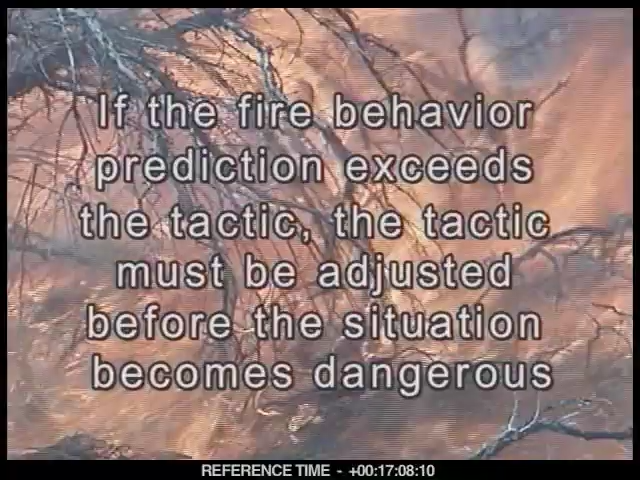 If the fire behavior
prediction exceeds
the tactic, the tactic
must be adjusted
before the situation
becomes dangerous
REFERENCE TIME - +00:17:08:10